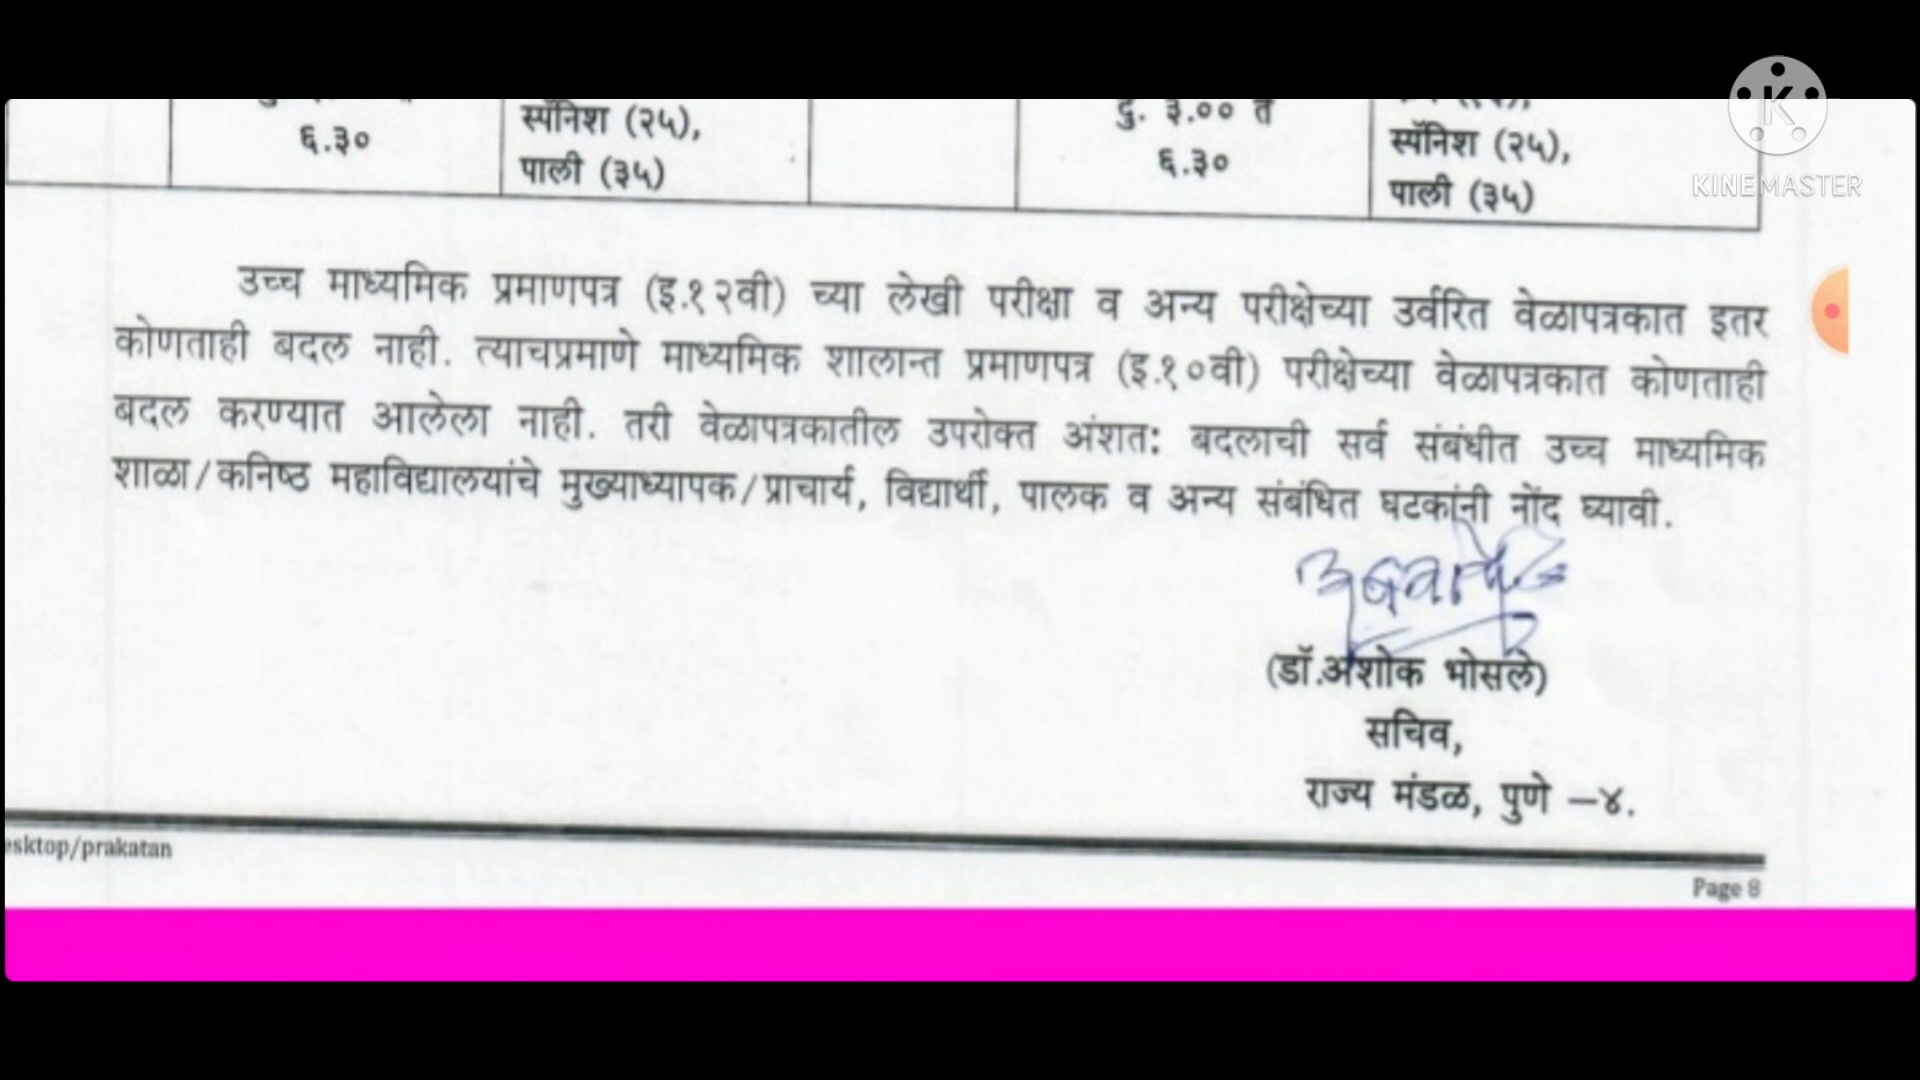 ६.३०
स्पॅनिश (२५),
पाली (३५)
दु. ३.०० ते
६.३०
स्पॅनिश (२५),
पाली (३५)
K
KINEMASTER
उच्च माध्यमिक प्रमाणपत्र (इ.१२वी) च्या लेखी परीक्षा व अन्य परीक्षेच्या उर्वरित वेळापत्रकात इतर
कोणताही बदल नाही. त्याचप्रमाणे माध्यमिक शालान्त प्रमाणपत्र (इ.१०वी) परीक्षेच्या वेळापत्रकात कोणताही
बदल करण्यात आलेला नाही. तरी वेळापत्रकातील उपरोक्त अंशत: बदलाची सर्व संबंधीत उच्च माध्यमिक
शाळा/कनिष्ठ महाविद्यालयांचे मुख्याध्यापक/प्राचार्य, विद्यार्थी, पालक व अन्य संबंधित घटकांनी नोंद घ्यावी.
(डॉ.अशोक भोसले)
सचिव,
राज्य मंडळ, पुणे –४.
esktop/prakatan
Page 8